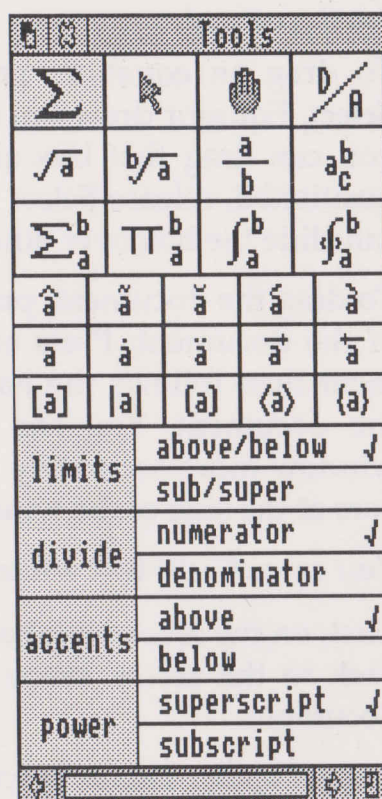 Tools
Σ D/A
√a b/a a/b a b c
Σ b a Π b a ∫ b a ∮ b a
â ã ǎ á à
ā ȧ ä a⃗ a⃗
[a] |a| (a) ⟨a⟩ {a}
limits
above/below √
sub/super
divide
numerator √
denominator
accents
above √
below
power
superscript √
subscript